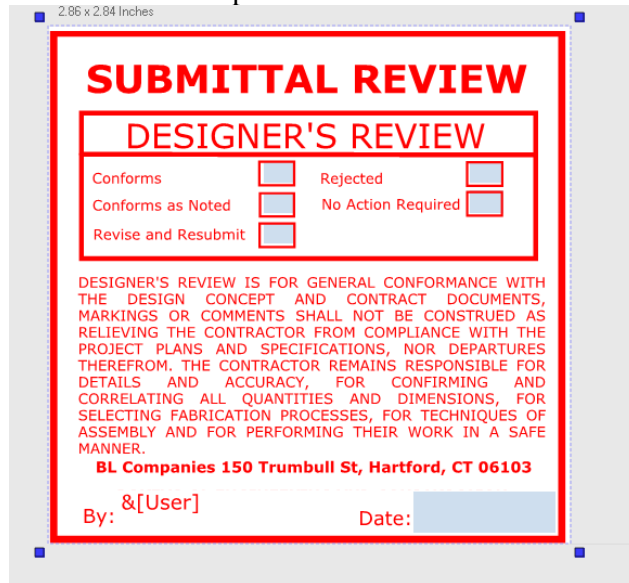 2.86 x 2.84 Inches
SUBMITTAL REVIEW
DESIGNER'S REVIEW
Conforms
Rejected
Conforms as Noted
No Action Required
Revise and Resubmit
DESIGNER'S REVIEW IS FOR GENERAL CONFORMANCE WITH
THE DESIGN CONCEPT AND CONTRACT DOCUMENTS,
MARKINGS OR COMMENTS SHALL NOT BE CONSTRUED AS
RELIEVING THE CONTRACTOR FROM COMPLIANCE WITH THE
PROJECT PLANS AND SPECIFICATIONS, NOR DEPARTURES
THEREFROM. THE CONTRACTOR REMAINS RESPONSIBLE FOR
DETAILS AND ACCURACY, FOR CONFIRMING AND
CORRELATING ALL QUANTITIES AND DIMENSIONS, FOR
SELECTING FABRICATION PROCESSES, FOR TECHNIQUES OF
ASSEMBLY AND FOR PERFORMING THEIR WORK IN A SAFE
MANNER.
BL Companies 150 Trumbull St, Hartford, CT 06103
By: &[User]
Date: